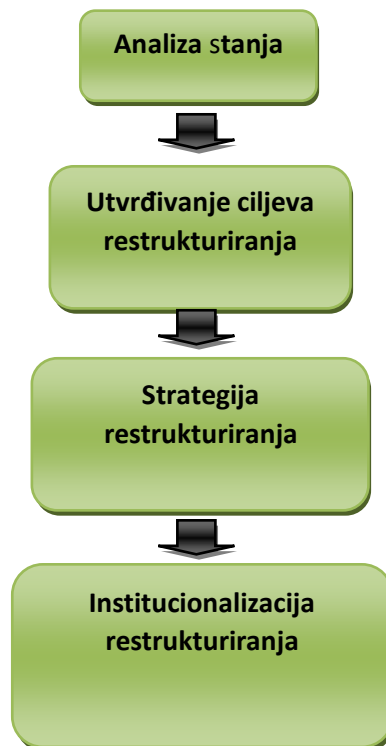 Analiza stanja
Utvrđivanje ciljeva
restrukturiranja
Strategija
restrukturiranja
Institucionalizacija
restrukturiranja